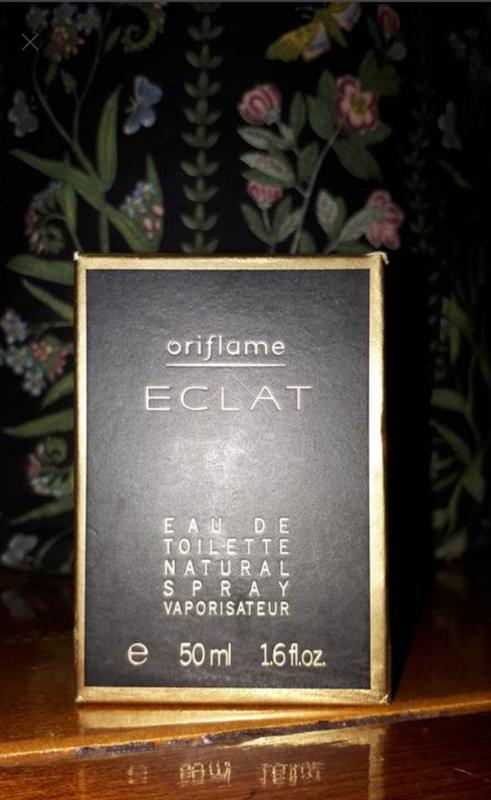 oriflame
ECLAT
EAU DE
TOILETTE
NATURAL
SPRAY
VAPORISATEUR
e 50 ml 1.6 fl.oz.